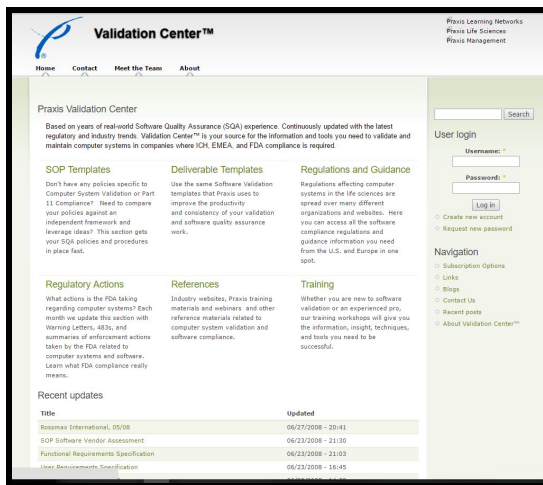 Validation Center™
Praxis Learning Networks
Praxis Life Sciences
Praxis Management
Home Contact Meet the Team About
Praxis Validation Center
Based on years of real-world Software Quality Assurance (SQA) experience. Continuously updated with the latest
regulatory and industry trends. Validation Center™ is your source for the information and tools you need to validate and
maintain computer systems in companies where ICH, EMEA, and FDA compliance is required.
SOP Templates
Don't have any policies specific to
Computer System Validation or Part
11 Compliance? Need to compare
your policies against an
independent framework and
leverage ideas? This section gets
your SQA policies and procedures
in place fast.
Deliverable Templates
Use the same Software Validation
templates that Praxis uses to
improve the productivity
and consistency of your validation
and software quality assurance
work.
Regulations and Guidance
Regulations affecting computer
systems in the life sciences are
spread over many different
organizations and websites. Here
you can access all the software
compliance regulations and
guidance information you need
from the U.S. and Europe in one
spot.
Regulatory Actions
What actions is the FDA taking
regarding computer systems? Each
month we update this section with
Warning Letters, 483s, and
summaries of enforcement actions
taken by the FDA related to
computer systems and software.
Learn what FDA compliance really
means.
References
Industry websites, Praxis training
materials and webinars and other
reference materials related to
computer system validation and
software compliance.
Training
Whether you are new to software
validation or an experienced pro,
our training workshops will give you
the information, insight, techniques,
and tools you need to be
successful.
Recent updates
Title Updated
Rossmax International, 05/08 06/27/2008 - 20:41
SOP Software Vendor Assessment 06/23/2008 - 21:30
Functional Requirements Specification 06/23/2008 - 21:03
User Requirements Specification 06/23/2008 - 16:45
Search
User login
Username: *
Password: *
Log in
Create new account
Request new password
Navigation
Subscription Options
Links
Blogs
Contact Us
Recent posts
About Validation Center™